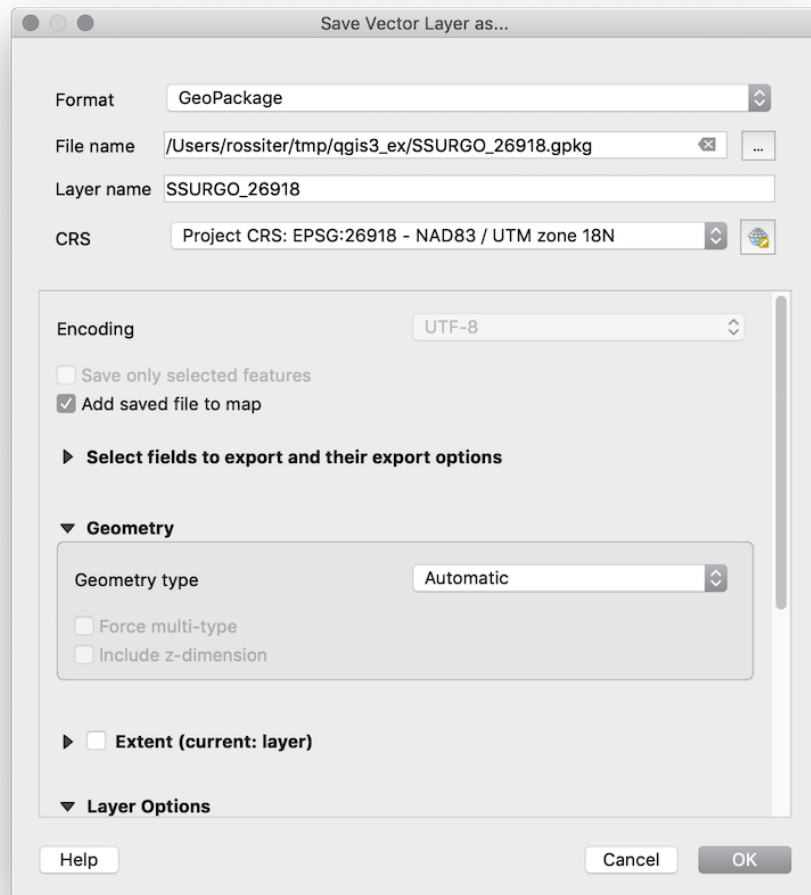 Save Vector Layer as...
Format GeoPackage
File name /Users/rossiter/tmp/qgis3_ex/SSURGO_26918.gpkg ...
Layer name SSURGO_26918
CRS Project CRS: EPSG:26918 - NAD83 / UTM zone 18N
Encoding UTF-8
Save only selected features
Add saved file to map
Select fields to export and their export options
Geometry
Geometry type Automatic
Force multi-type
Include z-dimension
Extent (current: layer)
Layer Options
Help Cancel OK